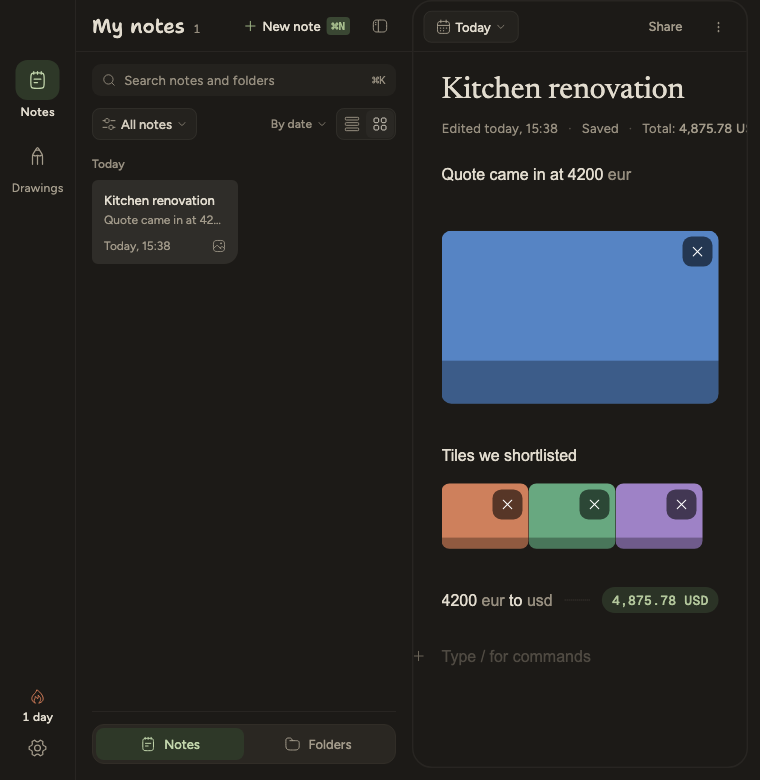 My notes 1
+ New note ⌘N
Today
Share
Notes
Drawings
Search notes and folders ⌘K
All notes
By date
Today
Kitchen renovation
Quote came in at 42...
Today, 15:38
Kitchen renovation
Edited today, 15:38 · Saved · Total: 4,875.78 U
Quote came in at 4200 eur
Tiles we shortlisted
4200 eur to usd 4,875.78 USD
+ Type / for commands
1 day
Notes
Folders